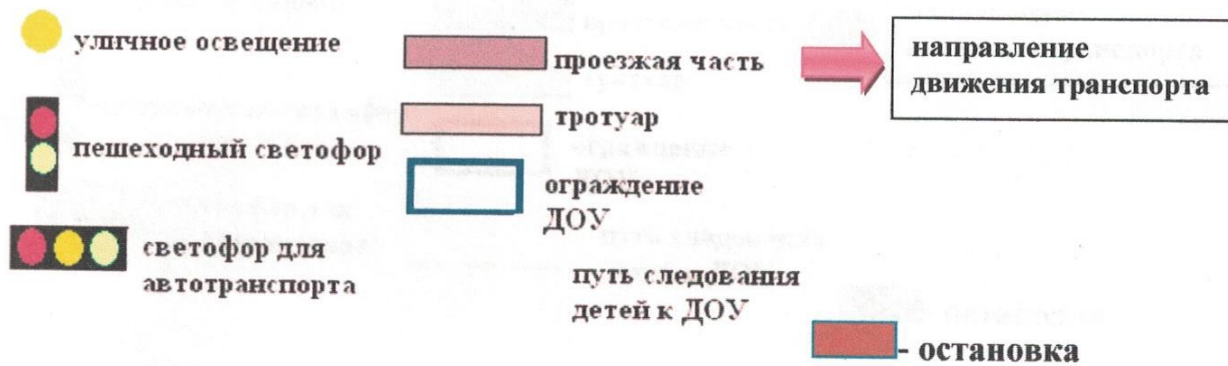 уличное освещение
пешеходный светофор
светофор для
автотранспорта
проезжая часть
тротуар
ограждение
ДОУ
путь следования
детей к ДОУ
направление
движения транспорта
- остановка